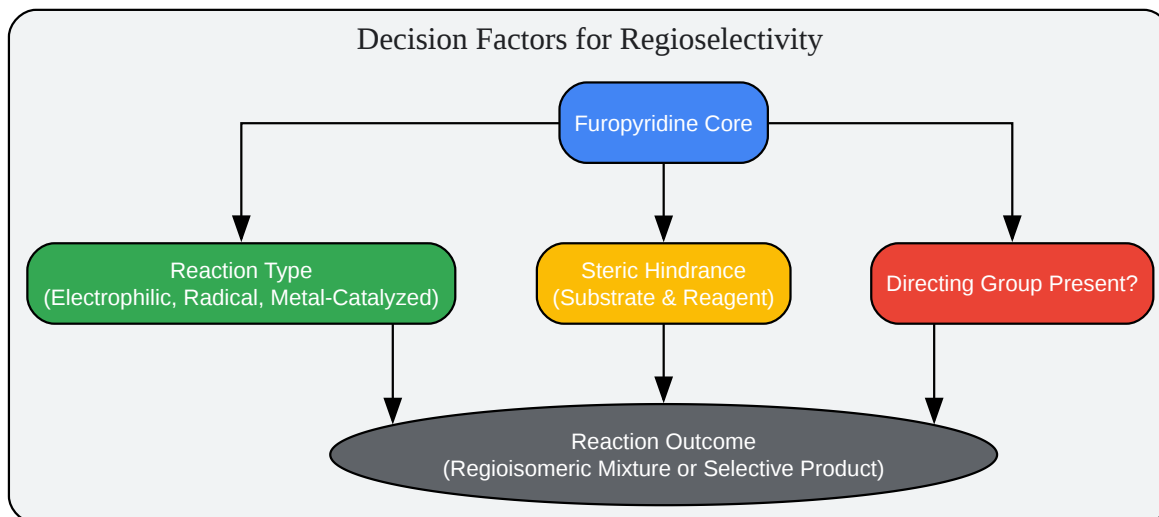 Decision Factors for Regioselectivity
Furopyridine Core
Reaction Type
(Electrophilic, Radical, Metal-Catalyzed)
Steric Hindrance
(Substrate & Reagent)
Directing Group Present?
Reaction Outcome
(Regioisomeric Mixture or Selective Product)